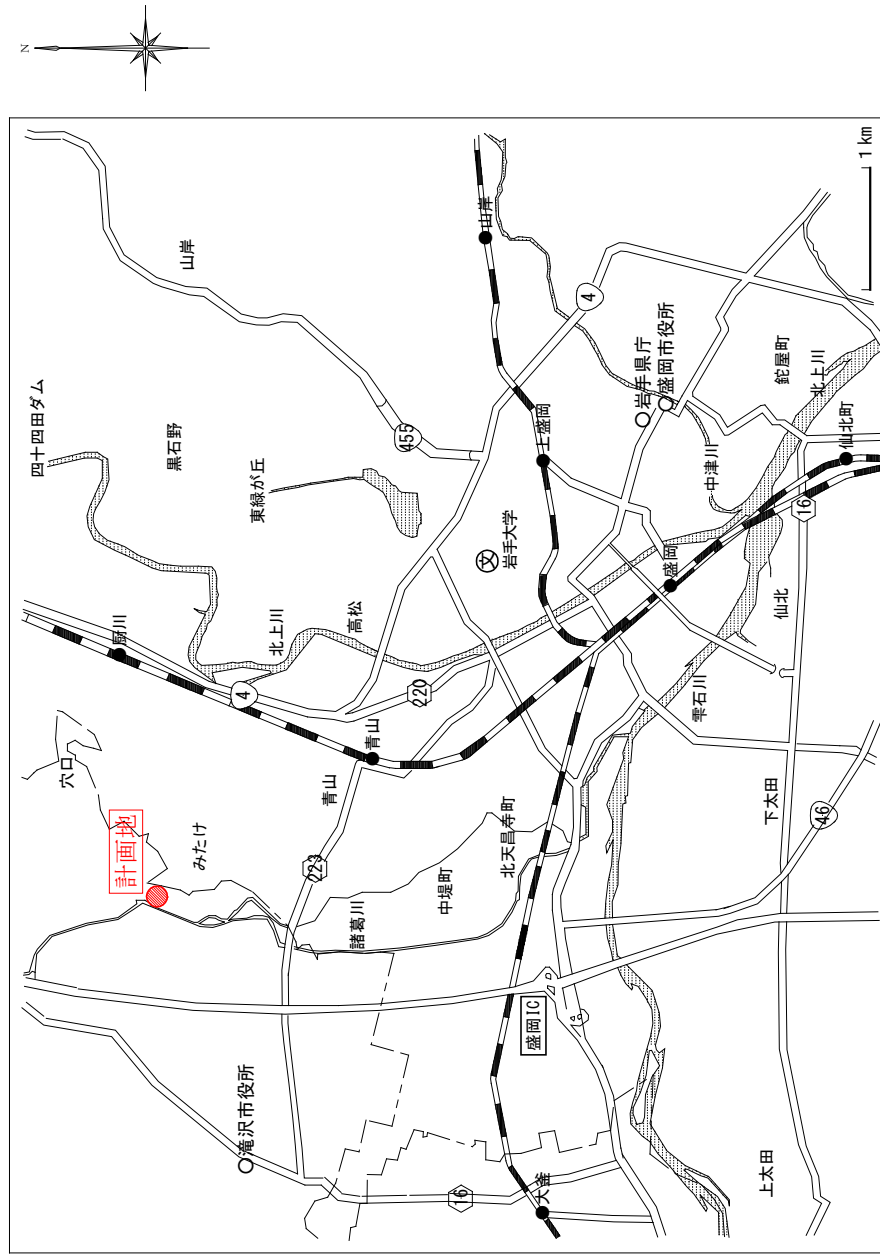 N
四十四田ダム
山岸
黒石野
東緑が丘
455
山岸
4
岩手県庁
盛岡市役所
鉈屋町
北上川
仙北町
上盛岡
中津川
16
岩手大学
文
盛岡
仙北
雫石川
厨川
北上川
高松
4
220
穴口
計画地
みたけ
青山
青山
223
諸葛川
中堤町
北天昌寺町
下太田
46
盛岡IC
滝沢市役所
16
大釜
上太田
1 km